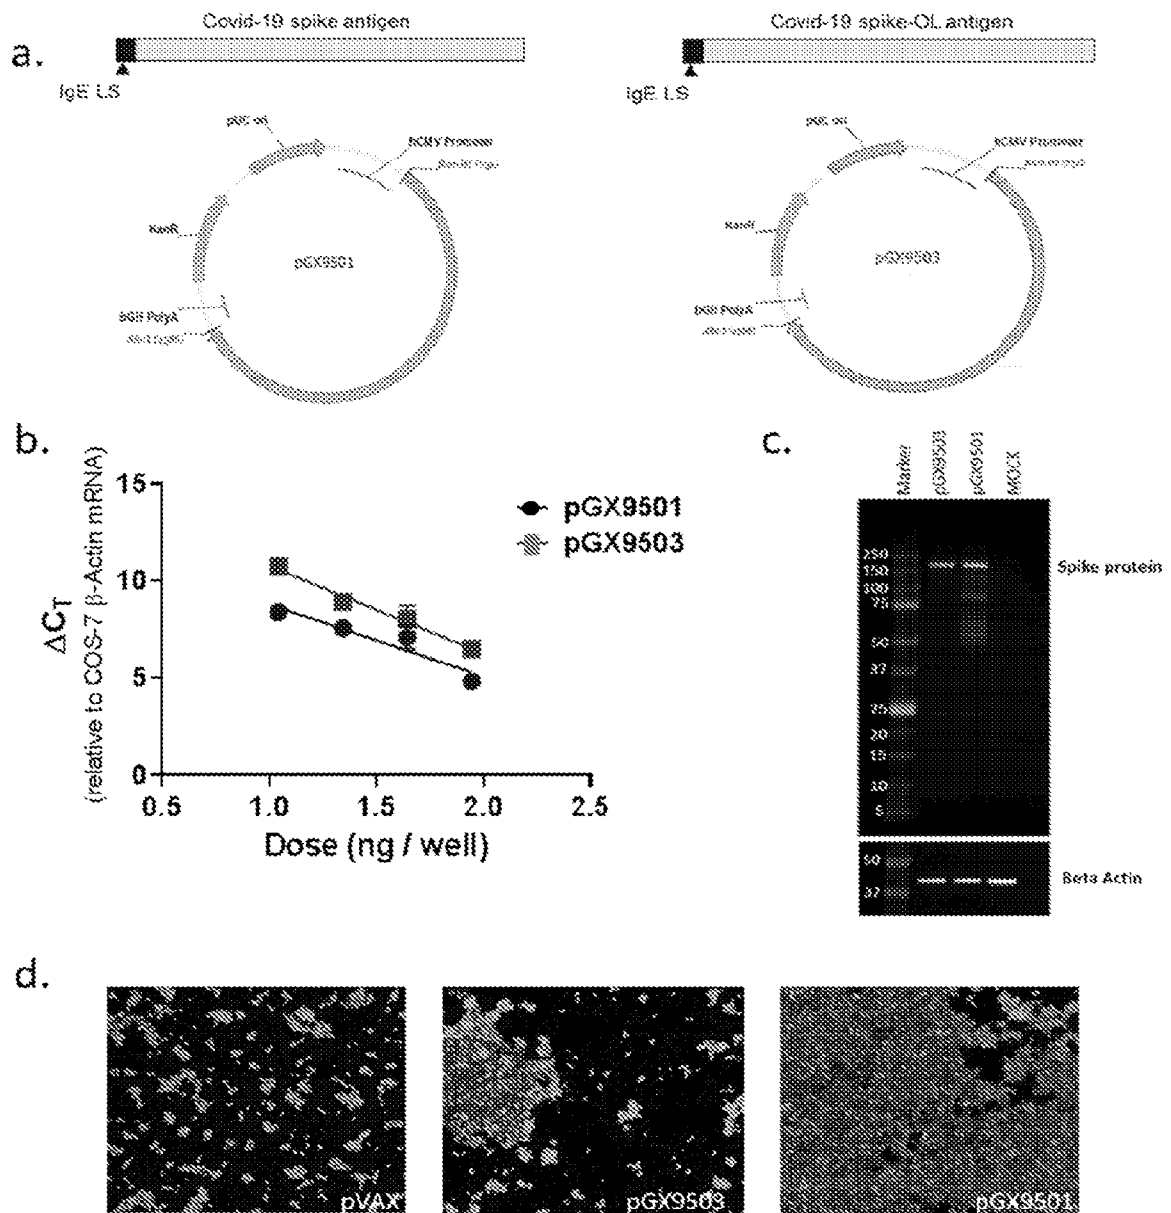 a.
Covid-19 spike antigen
IgE LS
pUC ori
hCMV Promoter
KanR
pGX9501
bGH PolyA
Covid-19 spike-OL antigen
IgE LS
pUC ori
hCMV Promoter
KanR
pGX9503
bGH PolyA
b.
ΔCT
(relative to COS-7 β-Actin mRNA)
15
10
5
0
0.5 1.0 1.5 2.0 2.5
Dose (ng / well)
pGX9501
pGX9503
c.
Marker
pGX9503
pGX9501
MOCK
250
150
100
75
50
37
25
20
15
10
5
Spike protein
50
37
Beta Actin
d.
pVAX
pGX9503
pGX9501